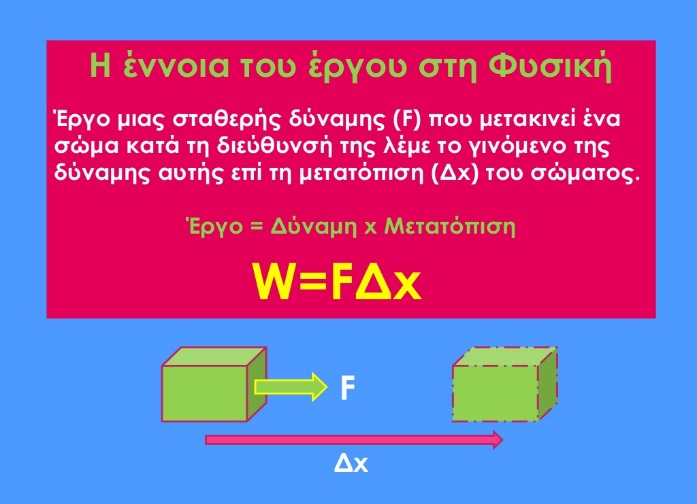 Η έννοια του έργου στη Φυσική
Έργο μιας σταθερής δύναμης (F) που μετακινεί ένα
σώμα κατά τη διεύθυνσή της λέμε το γινόμενο της
δύναμης αυτής επί τη μετατόπιση (Δx) του σώματος.
Έργο = Δύναμη x Μετατόπιση
W=FΔx
F
Δx